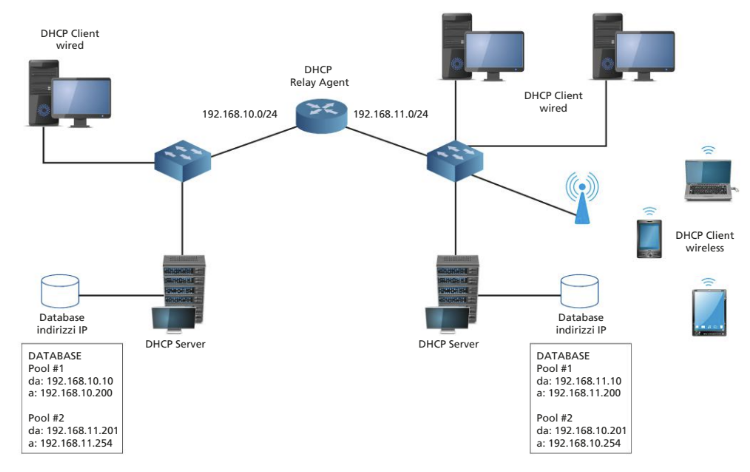 DHCP Client
wired
DHCP
Relay Agent
192.168.10.0/24
192.168.11.0/24
DHCP Client
wired
DHCP Client
wireless
Database
indirizzi IP
DHCP Server
DHCP Server
Database
indirizzi IP
DATABASE
Pool #1
da: 192.168.10.10
a: 192.168.10.200
Pool #2
da: 192.168.11.201
a: 192.168.11.254
DATABASE
Pool #1
da: 192.168.11.10
a: 192.168.11.200
Pool #2
da: 192.168.10.201
a: 192.168.10.254